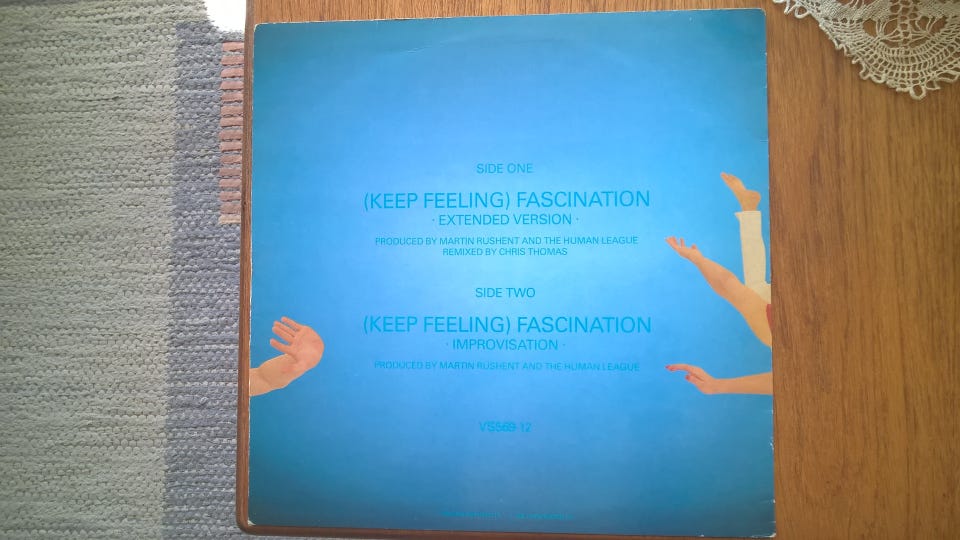 SIDE ONE
(KEEP FEELING) FASCINATION
· EXTENDED VERSION ·
PRODUCED BY MARTIN RUSHENT AND THE HUMAN LEAGUE
REMIXED BY CHRIS THOMAS
SIDE TWO
(KEEP FEELING) FASCINATION
· IMPROVISATION ·
PRODUCED BY MARTIN RUSHENT AND THE HUMAN LEAGUE
VS569-12